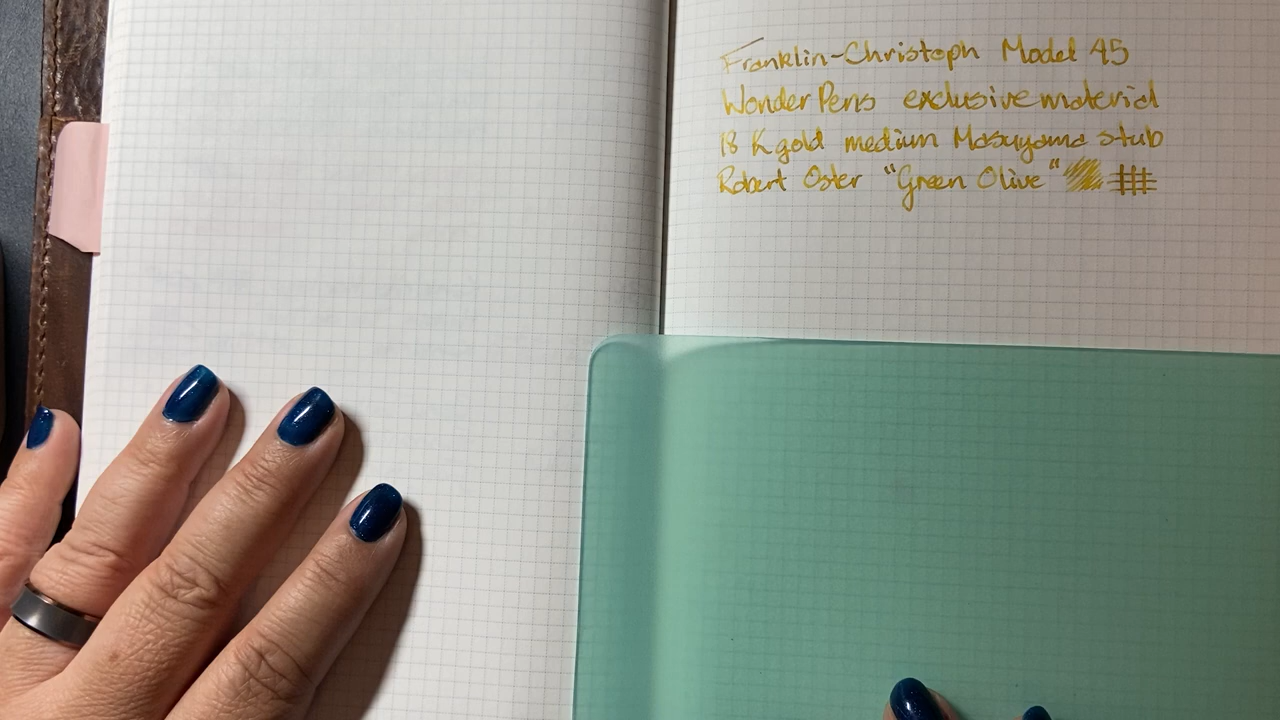 Franklin-Christoph Model 45
Wonder Pens exclusive material
18 K gold medium Masuyama stub
Robert Oster "Green Olive"